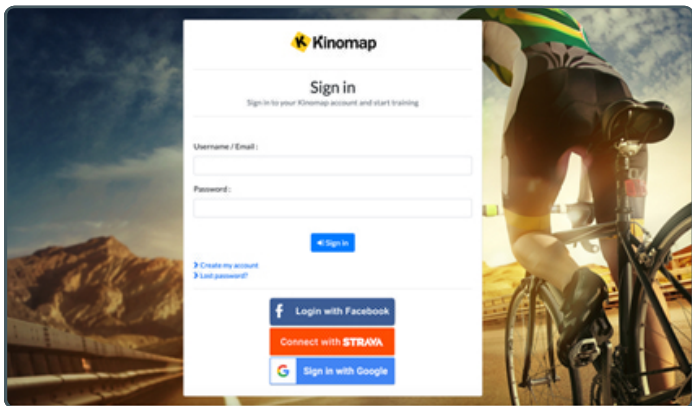 Kinomap
Sign in
Sign in to your Kinomap account and start training
Username / Email :
Password :
Sign in
Create my account
Lost password?
Login with Facebook
Connect with STRAVA
Sign in with Google